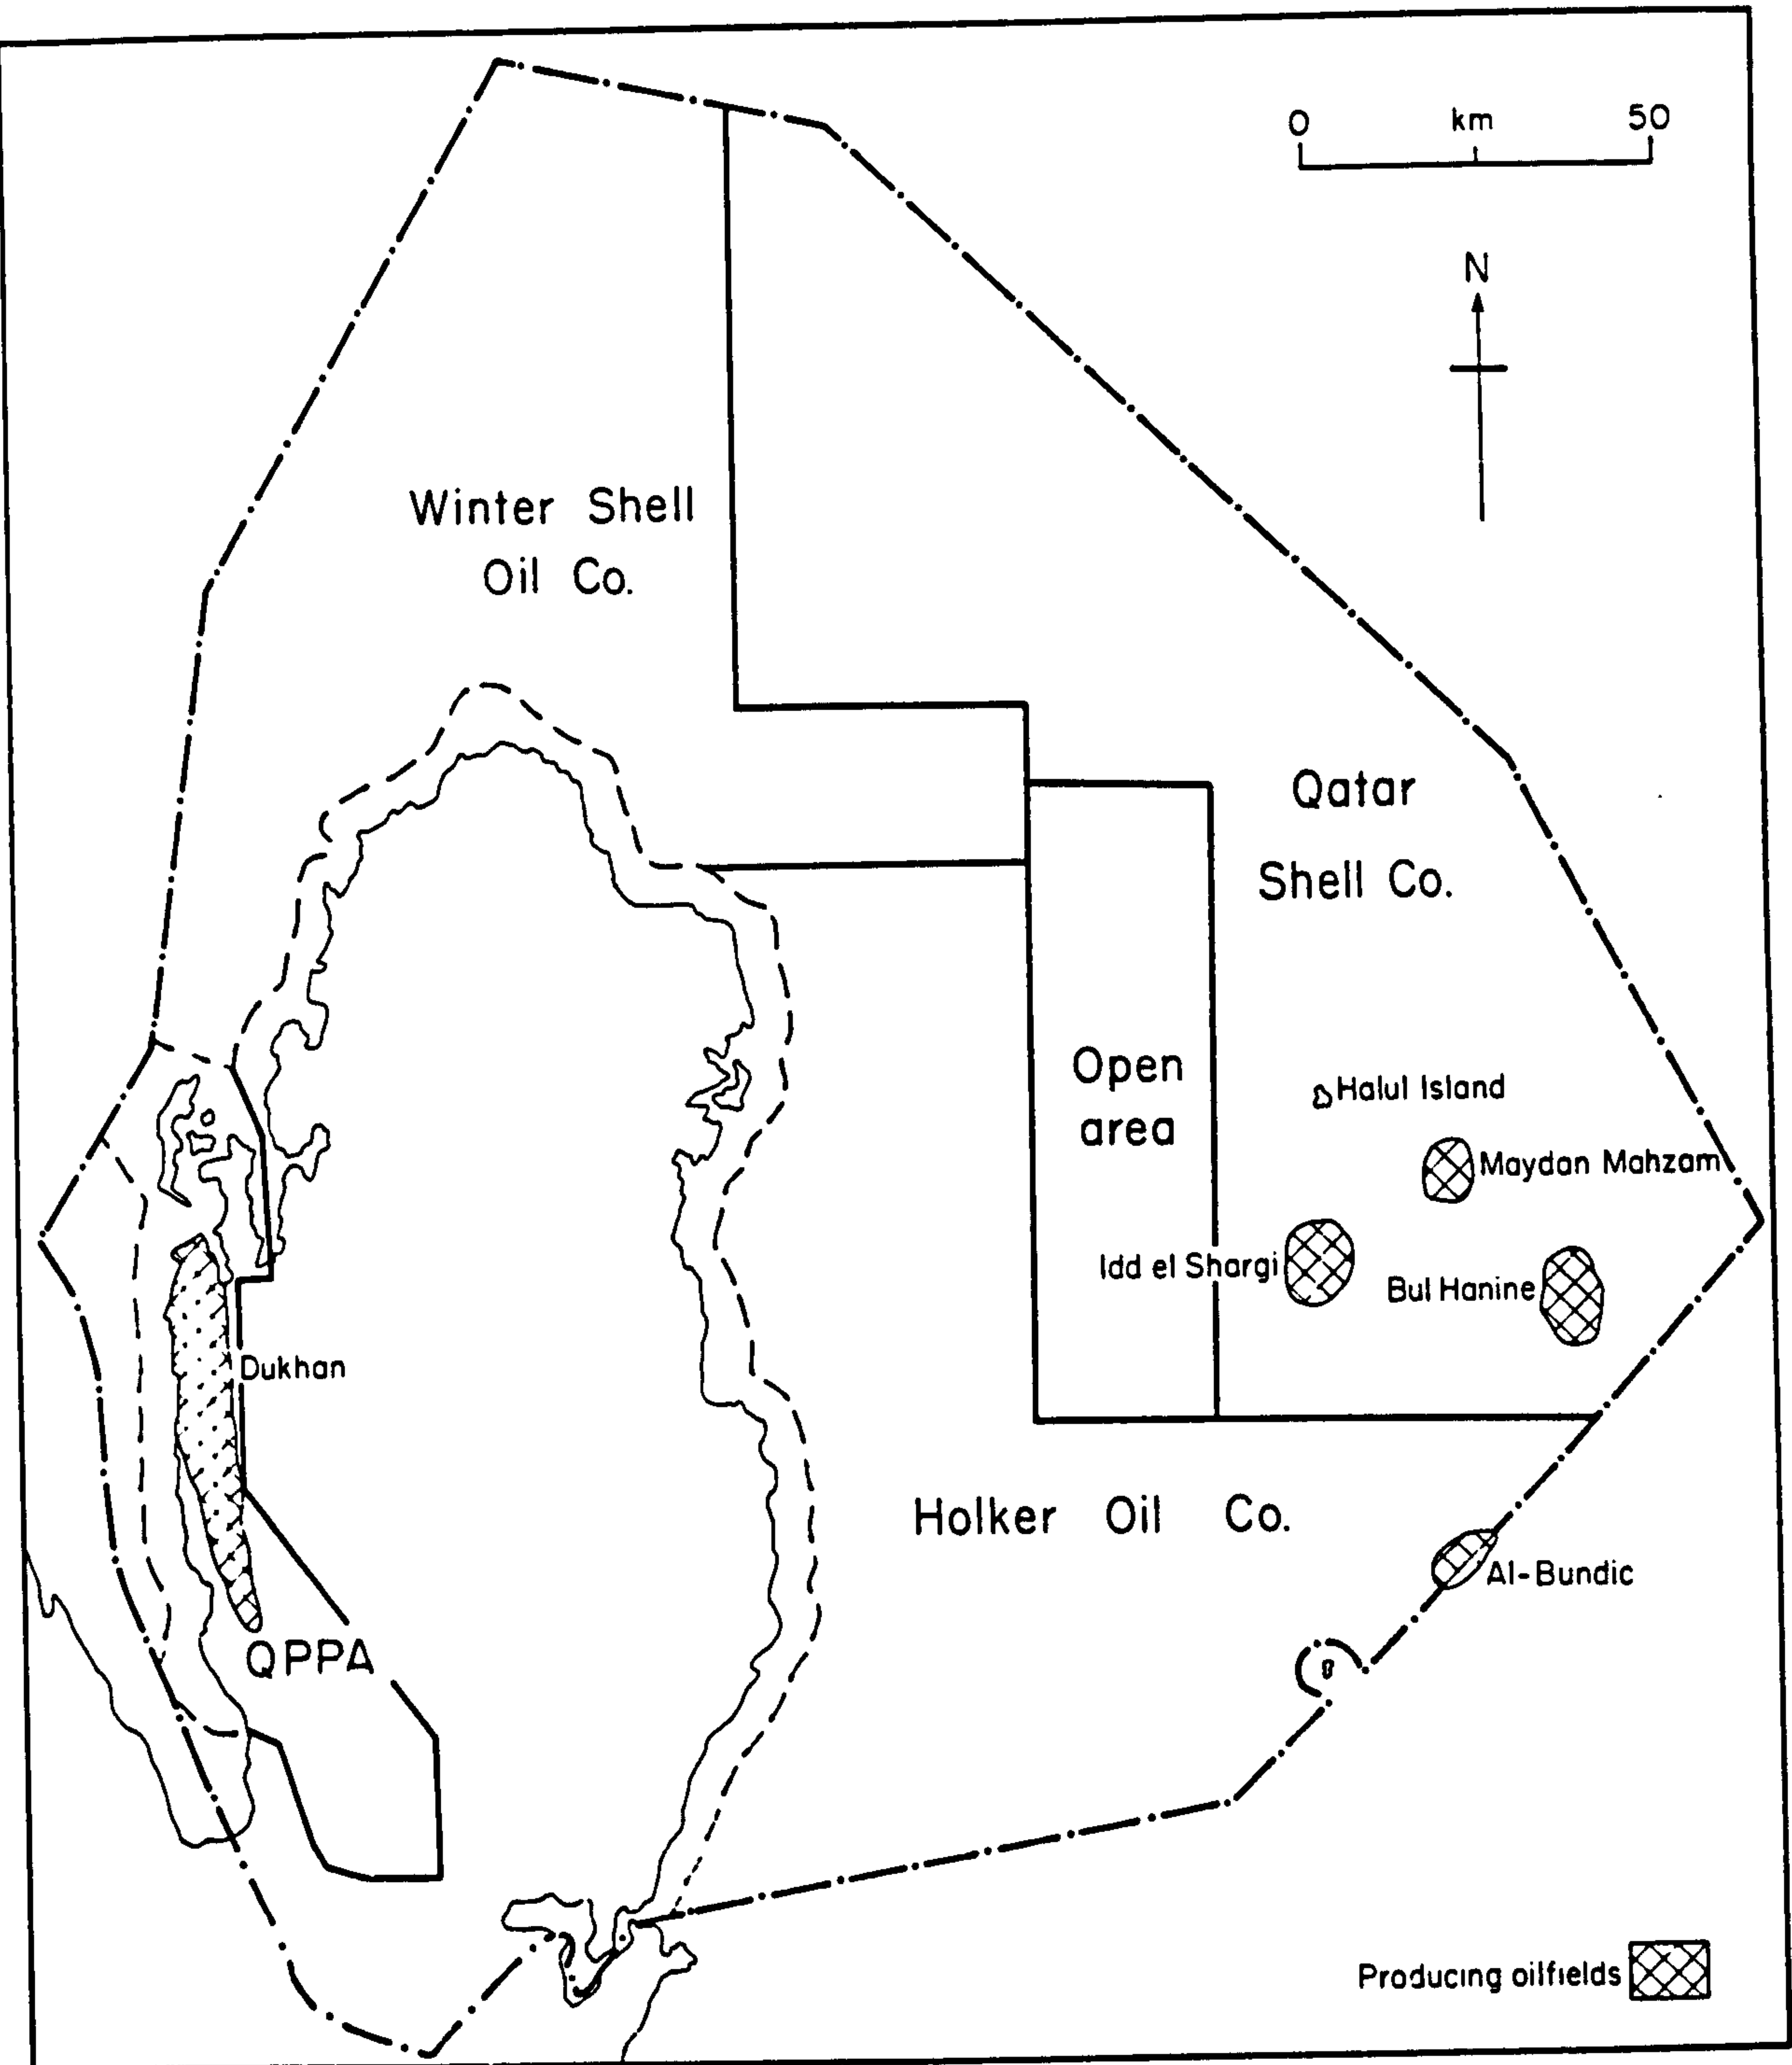 0 km 50
N
Winter Shell
Oil Co.
Qatar
Shell Co.
Open
area
Halul Island
Maydan Mahzam
Idd el Shargi
Bul Hanine
Dukhan
Holker Oil Co.
Al-Bundic
QPPA
Producing oilfields